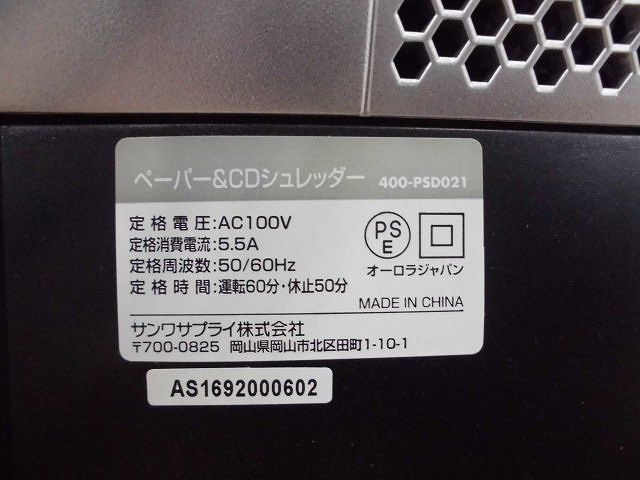 ペーパー&CDシュレッダー 400-PSD021
定格電圧:AC100V
定格消費電流:5.5A
定格周波数:50/60Hz
定格時間:運転60分・休止50分
PS
E
オーロラジャパン
MADE IN CHINA
サンワサプライ株式会社
〒700-0825 岡山県岡山市北区田町1-10-1
AS1692000602